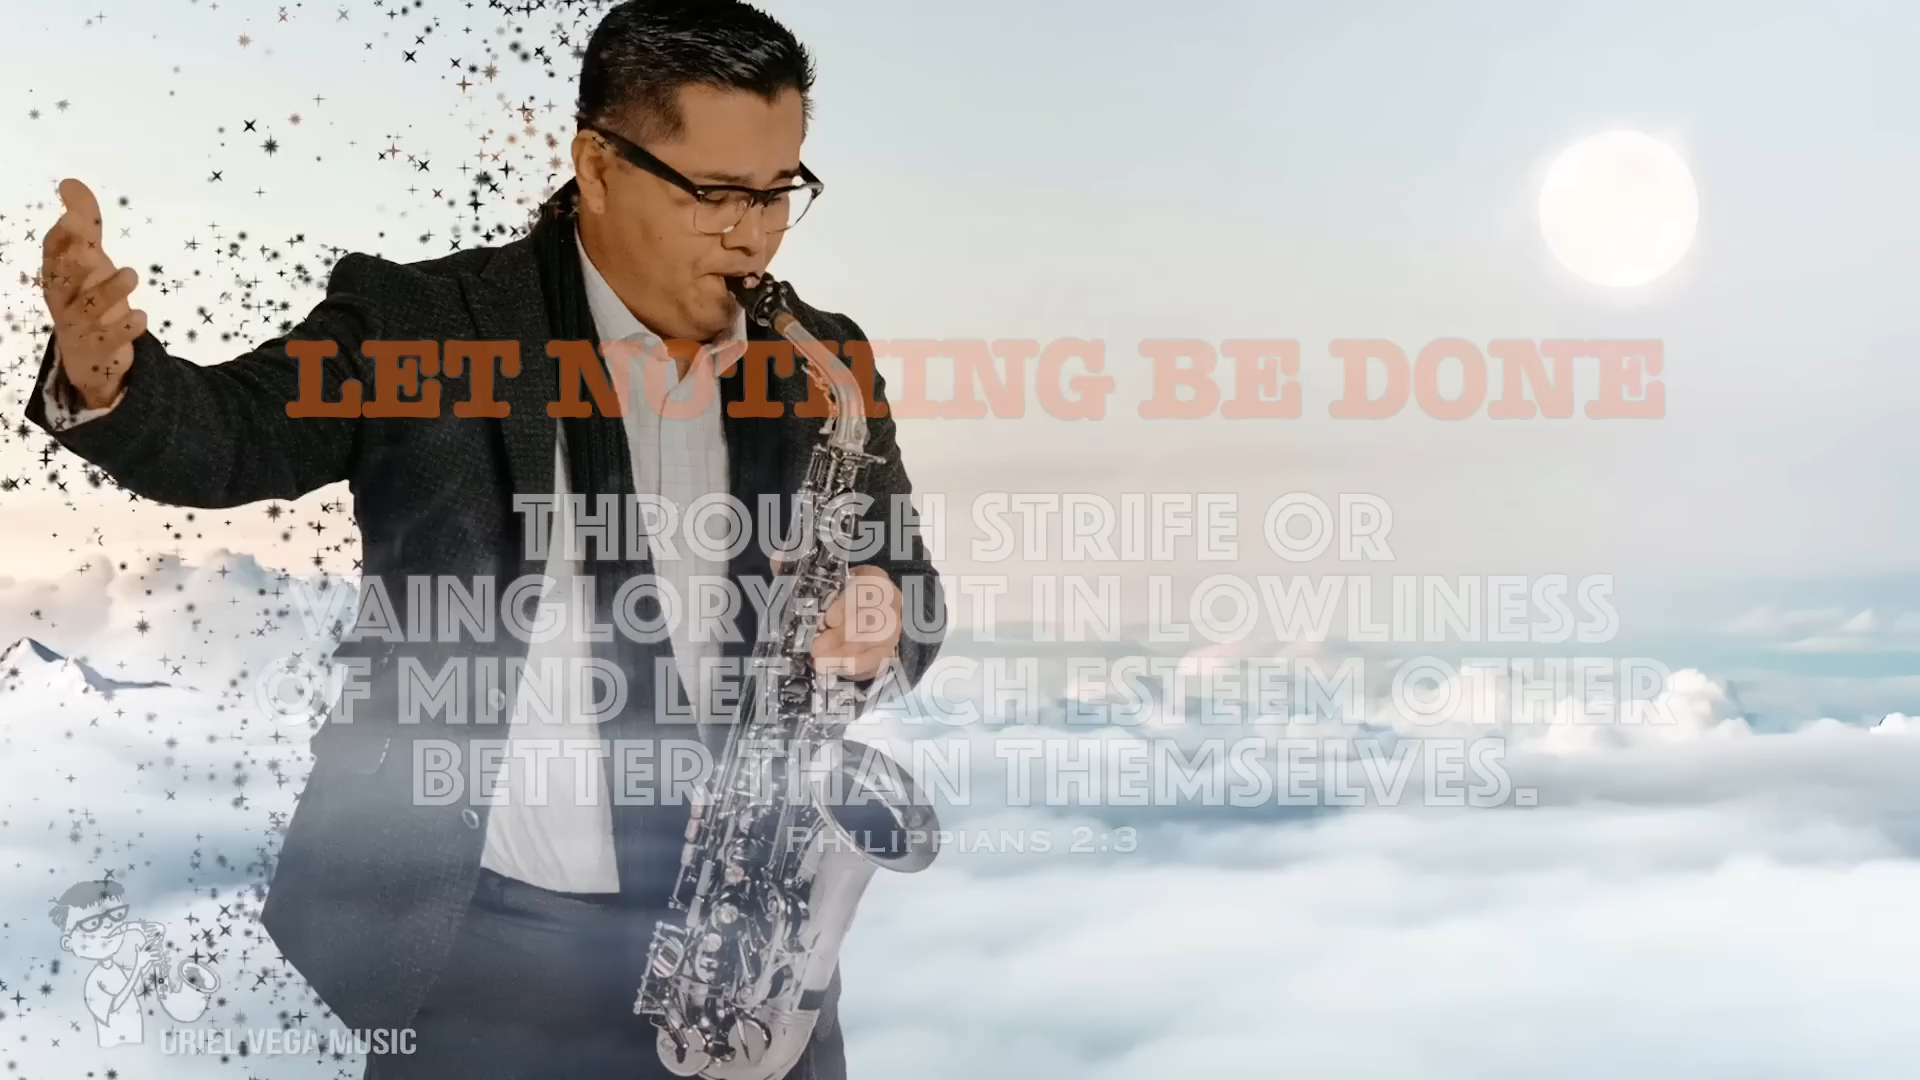 LET NOTHING BE DONE
THROUGH STRIFE OR
VAINGLORY; BUT IN LOWLINESS
OF MIND LET EACH ESTEEM OTHER
BETTER THAN THEMSELVES.
PHILIPPIANS 2:3
URIEL VEGA MUSIC